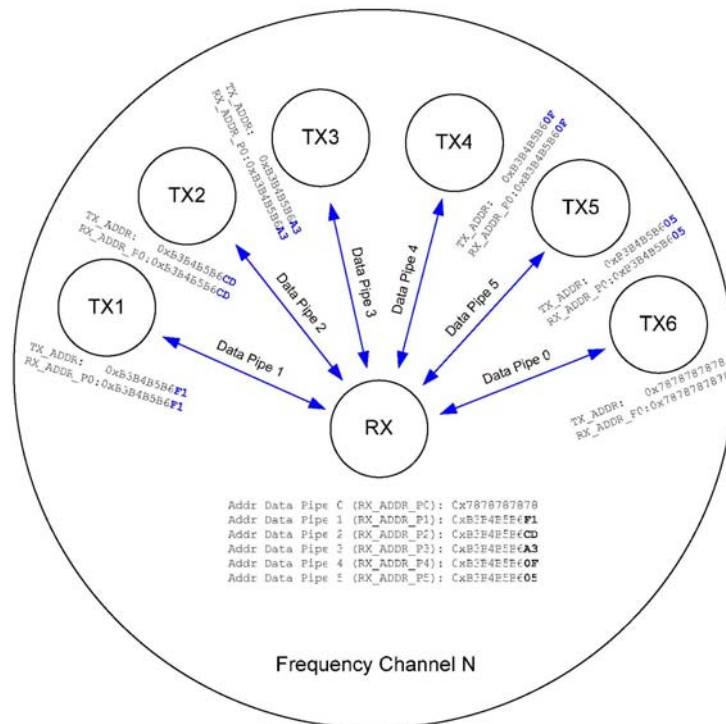 TX3
TX4
TX2
TX5
TX1
TX6
RX
TX_ADDR: 0xB3B4B5B6A3
RX_ADDR_P0:0xB3B4B5B6A3
TX_ADDR: 0xB3B4B5B60F
RX_ADDR_P0:0xB3B4B5B60F
TX_ADDR: 0xB3B4B5B6CD
RX_ADDR_P0:0xB3B4B5B6CD
TX_ADDR: 0xB3B4B5B605
RX_ADDR_P0:0xB3B4B5B605
TX_ADDR: 0xB3B4B5B6F1
RX_ADDR_P0:0xB3B4B5B6F1
TX_ADDR: 0x7878787878
RX_ADDR_P0:0x7878787878
Data Pipe 1
Data Pipe 2
Data Pipe 3
Data Pipe 4
Data Pipe 5
Data Pipe 0
Addr Data Pipe 0 (RX_ADDR_P0): 0x7878787878
Addr Data Pipe 1 (RX_ADDR_P1): 0xB3B4B5B6F1
Addr Data Pipe 2 (RX_ADDR_P2): 0xB3B4B5B6CD
Addr Data Pipe 3 (RX_ADDR_P3): 0xB3B4B5B6A3
Addr Data Pipe 4 (RX_ADDR_P4): 0xB3B4B5B60F
Addr Data Pipe 5 (RX_ADDR_P5): 0xB3B4B5B605
Frequency Channel N